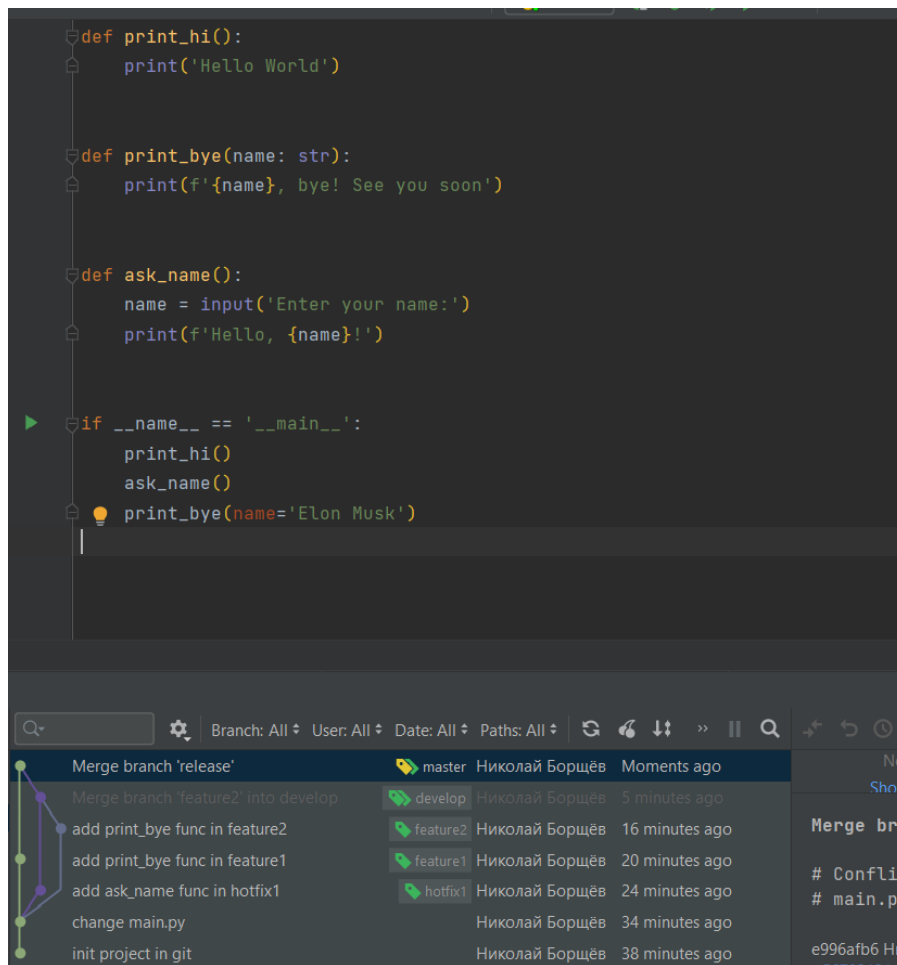 def print_hi():
    print('Hello World')
def print_bye(name: str):
    print(f'{name}, bye! See you soon')
def ask_name():
    name = input('Enter your name:')
    print(f'Hello, {name}!')
if __name__ == '__main__':
    print_hi()
    ask_name()
    print_bye(name='Elon Musk')
Branch: All User: All Date: All Paths: All »
Merge branch 'release' master Николай Борщёв Moments ago
Merge branch 'feature2' into develop develop Николай Борщёв 5 minutes ago
add print_bye func in feature2 feature2 Николай Борщёв 16 minutes ago
add print_bye func in feature1 feature1 Николай Борщёв 20 minutes ago
add ask_name func in hotfix1 hotfix1 Николай Борщёв 24 minutes ago
change main.py Николай Борщёв 34 minutes ago
init project in git Николай Борщёв 38 minutes ago
Sho
Merge br
# Confli
# main.p
e996afb6